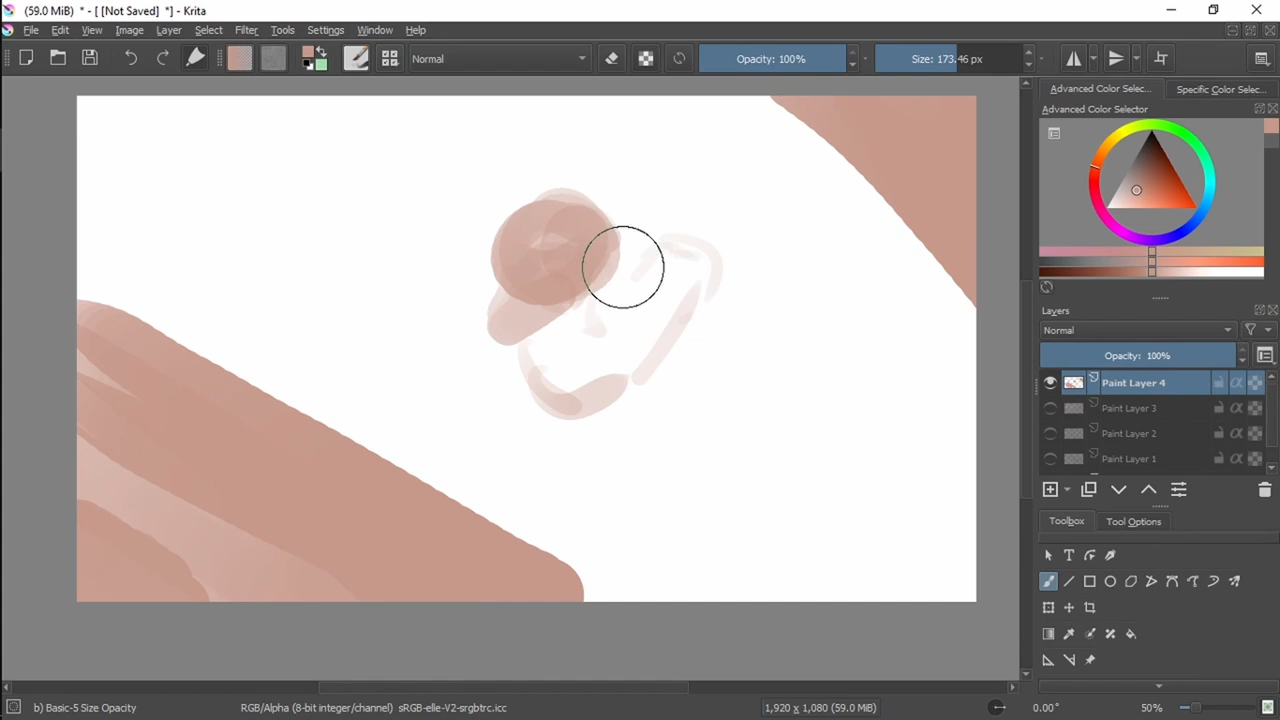 (59.0 MiB) * - [ [Not Saved] *] - Krita
File Edit View Image Layer Select Filter Tools Settings Window Help
Normal Opacity: 100% Size: 173.46 px
Advanced Color Selec... Specific Color Selec...
Advanced Color Selector
Layers
Normal
Opacity: 100%
Paint Layer 4
Paint Layer 3
Paint Layer 2
Paint Layer 1
Toolbox Tool Options
b) Basic-5 Size Opacity RGB/Alpha (8-bit integer/channel) sRGB-elle-V2-srgbtrc.icc 1,920 x 1,080 (59.0 MiB) 0.00° 50%